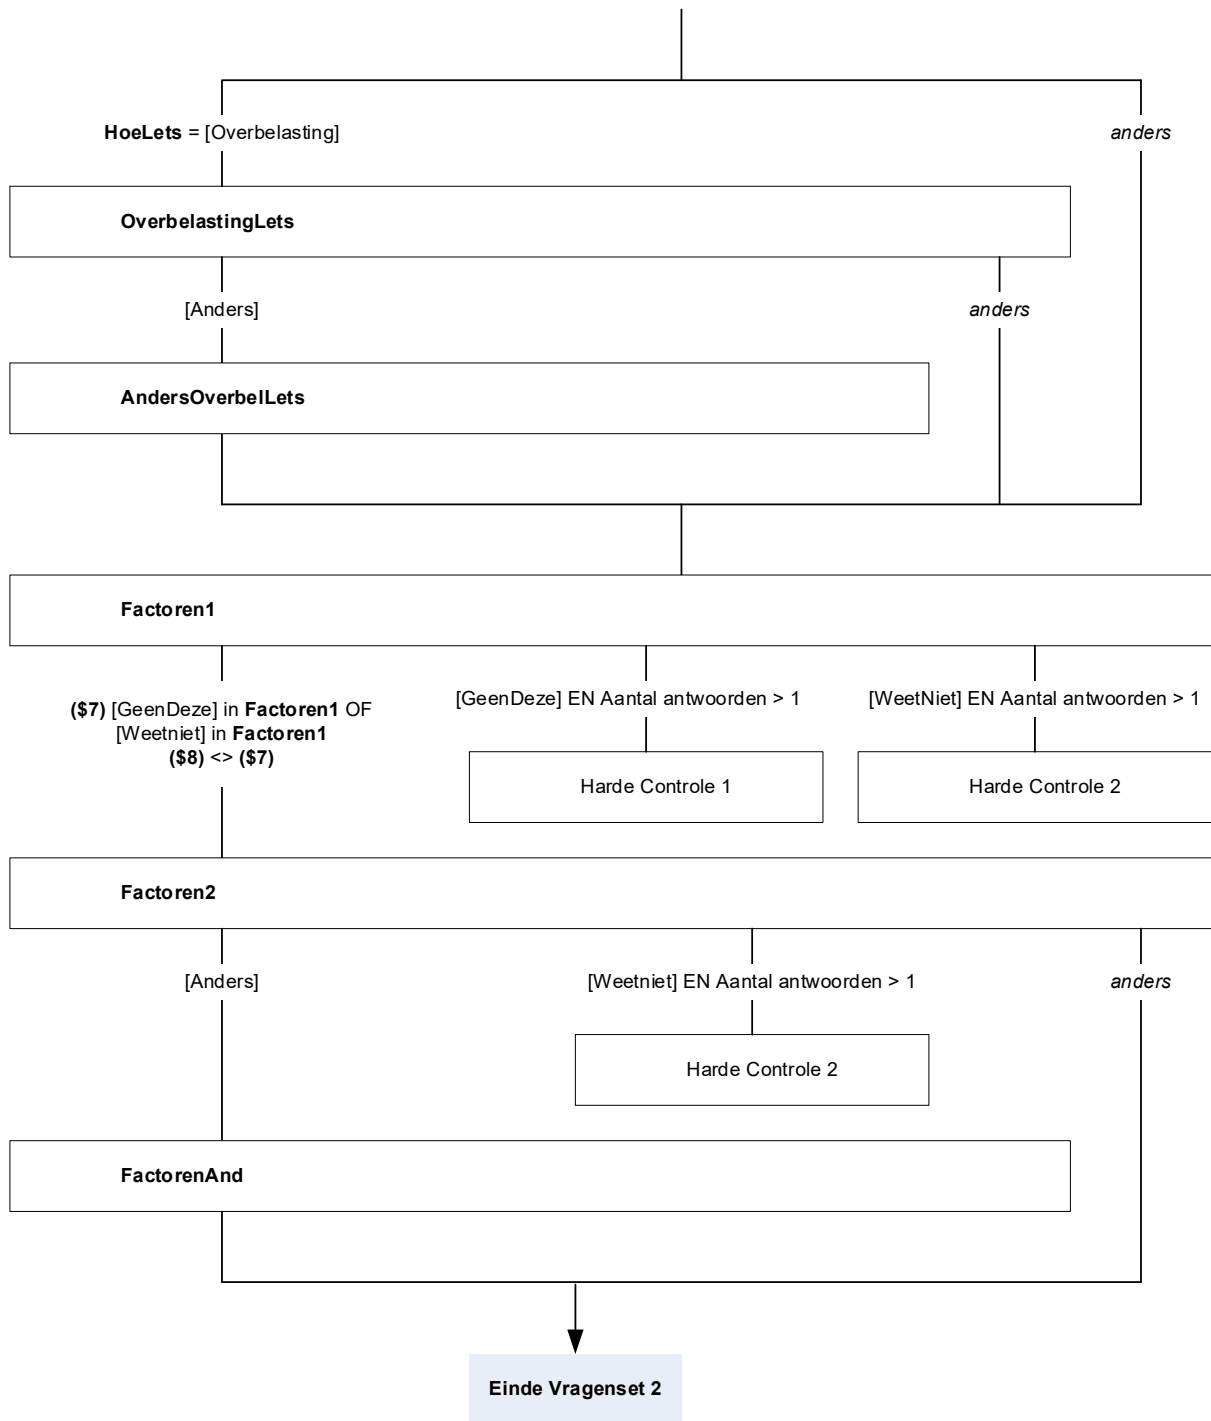 HoeLets = [Overbelasting]
anders
OverbelastingLets
[Anders]
anders
AndersOverbelLets
Factoren1
($7) [GeenDeze] in Factoren1 OF
[Weetniet] in Factoren1
($8) <> ($7)
[GeenDeze] EN Aantal antwoorden > 1
[WeetNiet] EN Aantal antwoorden > 1
Harde Controle 1
Harde Controle 2
Factoren2
[Anders]
[Weetniet] EN Aantal antwoorden > 1
anders
Harde Controle 2
FactorenAnd
Einde Vragenset 2